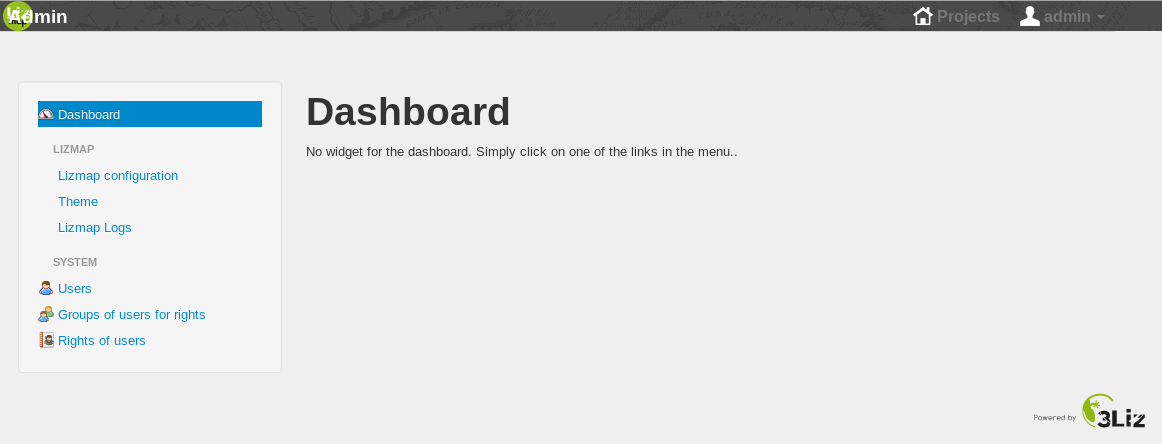 Admin
Projects
admin
Dashboard
LIZMAP
Lizmap configuration
Theme
Lizmap Logs
SYSTEM
Users
Groups of users for rights
Rights of users
Dashboard
No widget for the dashboard. Simply click on one of the links in the menu..
Powered by 3Liz